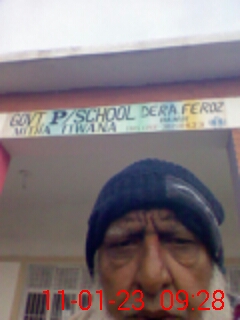 GOVT P/SCHOOL DERA FEROZ
MITHA TIWANA
11-01-23 09:28